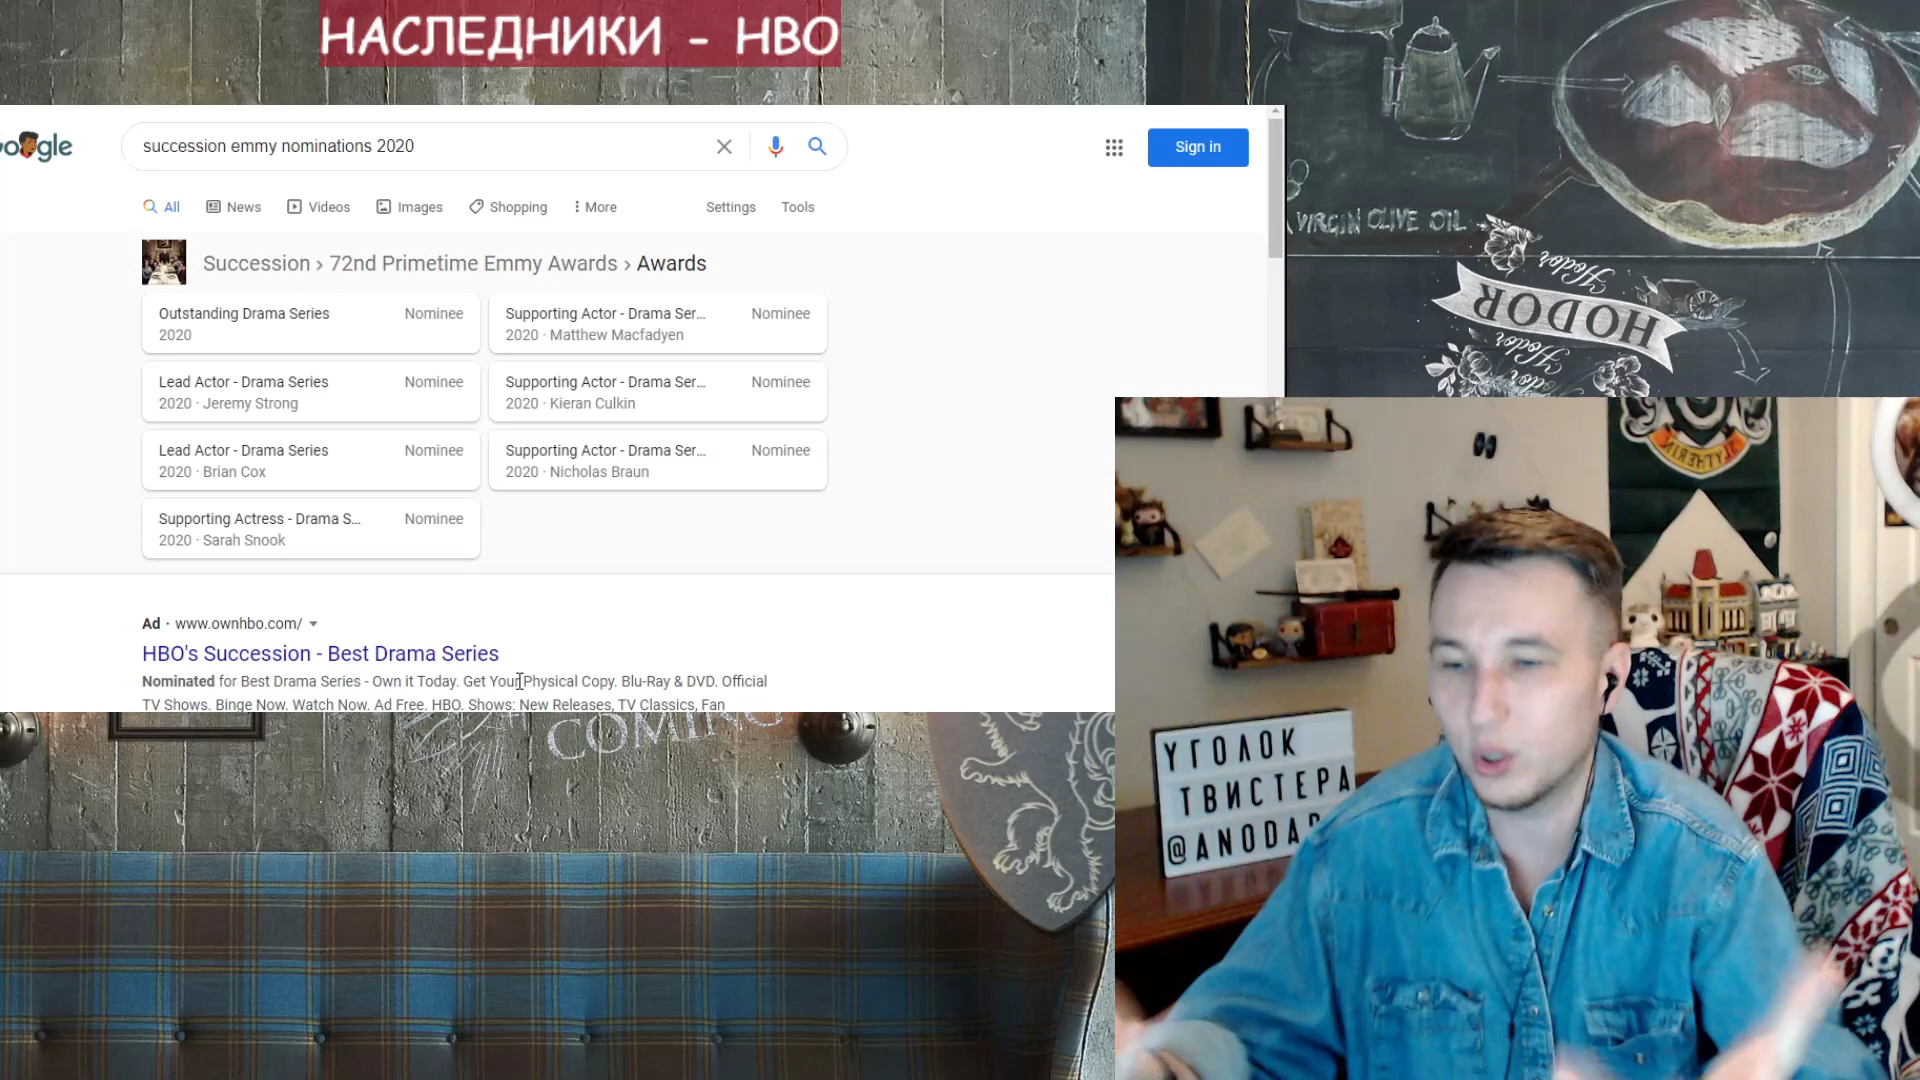 НАСЛЕДНИКИ - HBO
succession emmy nominations 2020
Sign in
All
News
Videos
Images
Shopping
More
Settings
Tools
Succession › 72nd Primetime Emmy Awards › Awards
Outstanding Drama Series Nominee
2020
Supporting Actor - Drama Ser... Nominee
2020 · Matthew Macfadyen
Lead Actor - Drama Series Nominee
2020 · Jeremy Strong
Supporting Actor - Drama Ser... Nominee
2020 · Kieran Culkin
Lead Actor - Drama Series Nominee
2020 · Brian Cox
Supporting Actor - Drama Ser... Nominee
2020 · Nicholas Braun
Supporting Actress - Drama S... Nominee
2020 · Sarah Snook
Ad · www.ownhbo.com/
HBO's Succession - Best Drama Series
Nominated for Best Drama Series - Own it Today. Get Your Physical Copy. Blu-Ray & DVD. Official
TV Shows. Binge Now. Watch Now. Ad Free. HBO. Shows: New Releases, TV Classics, Fan
VIRGIN OLIVE OIL
Hodor
HODOR
Hodor
Hodor
COMING
SLYTHERIN
УГОЛОК
ТВИСТЕРА
@ANODA